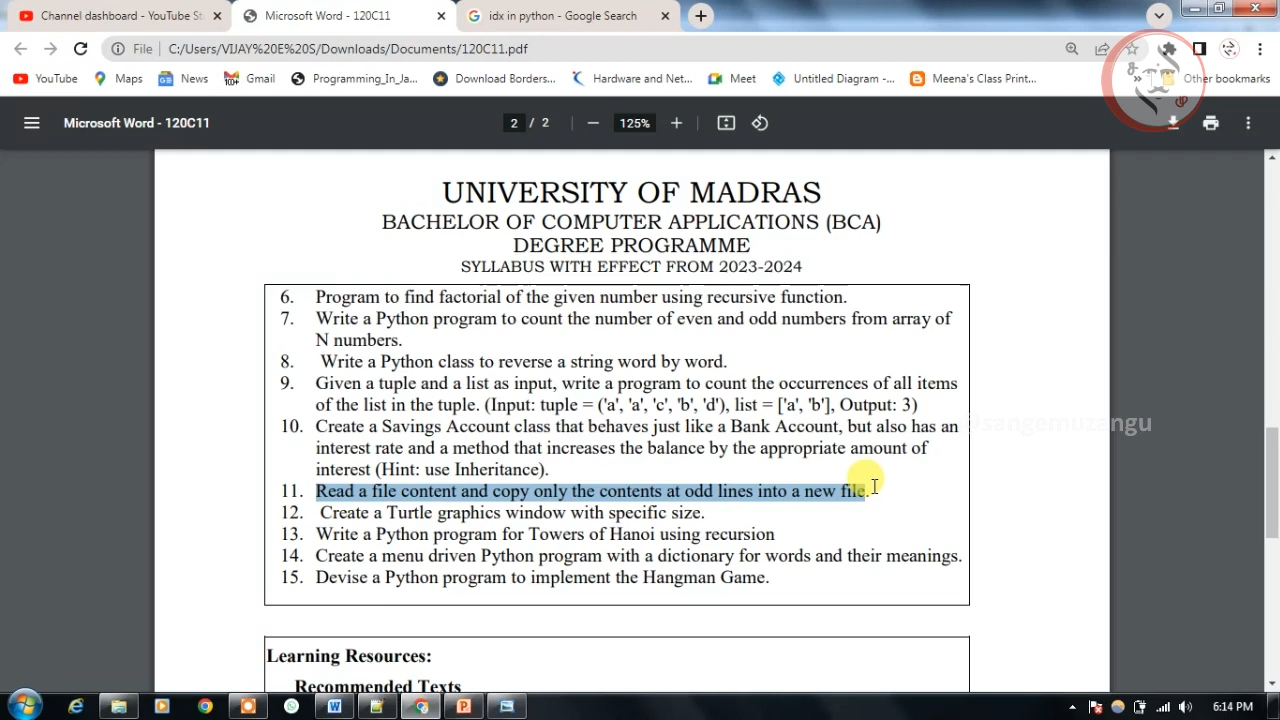 Channel dashboard - YouTube St
Microsoft Word - 120C11
idx in python - Google Search
File
C:/Users/VIJAY%20E%20S/Downloads/Documents/120C11.pdf
YouTube
Maps
News
Gmail
Programming_In_Ja...
Download Borders...
Hardware and Net...
Meet
Untitled Diagram -...
Meena's Class Print...
»
Other bookmarks
Microsoft Word - 120C11
2 / 2
125%
UNIVERSITY OF MADRAS
BACHELOR OF COMPUTER APPLICATIONS (BCA)
DEGREE PROGRAMME
SYLLABUS WITH EFFECT FROM 2023-2024
6. Program to find factorial of the given number using recursive function.
7. Write a Python program to count the number of even and odd numbers from array of
N numbers.
8. Write a Python class to reverse a string word by word.
9. Given a tuple and a list as input, write a program to count the occurrences of all items
of the list in the tuple. (Input: tuple = ('a', 'a', 'c', 'b', 'd'), list = ['a', 'b'], Output: 3)
10. Create a Savings Account class that behaves just like a Bank Account, but also has an
interest rate and a method that increases the balance by the appropriate amount of
interest (Hint: use Inheritance).
11. Read a file content and copy only the contents at odd lines into a new file.
12. Create a Turtle graphics window with specific size.
13. Write a Python program for Towers of Hanoi using recursion
14. Create a menu driven Python program with a dictionary for words and their meanings.
15. Devise a Python program to implement the Hangman Game.
Learning Resources:
Recommended Texts
6:14 PM